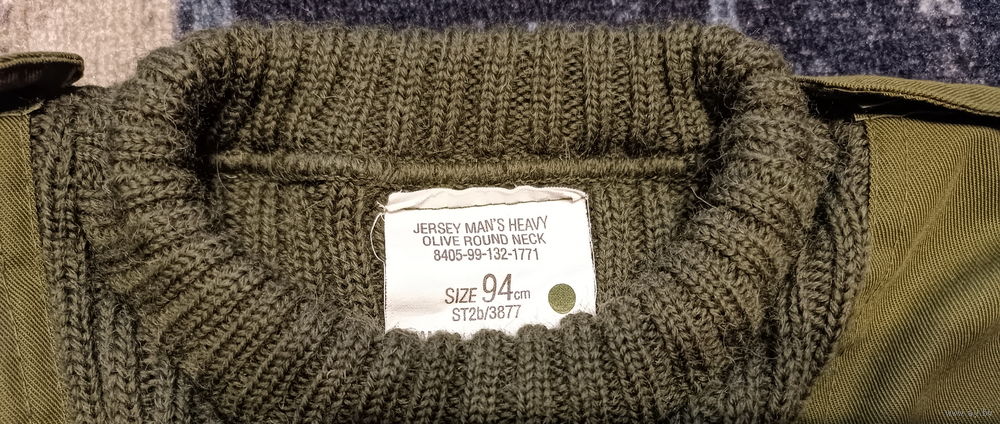 JERSEY MAN'S HEAVY
OLIVE ROUND NECK
8405-99-132-1771
SIZE 94cm
ST2b/3877